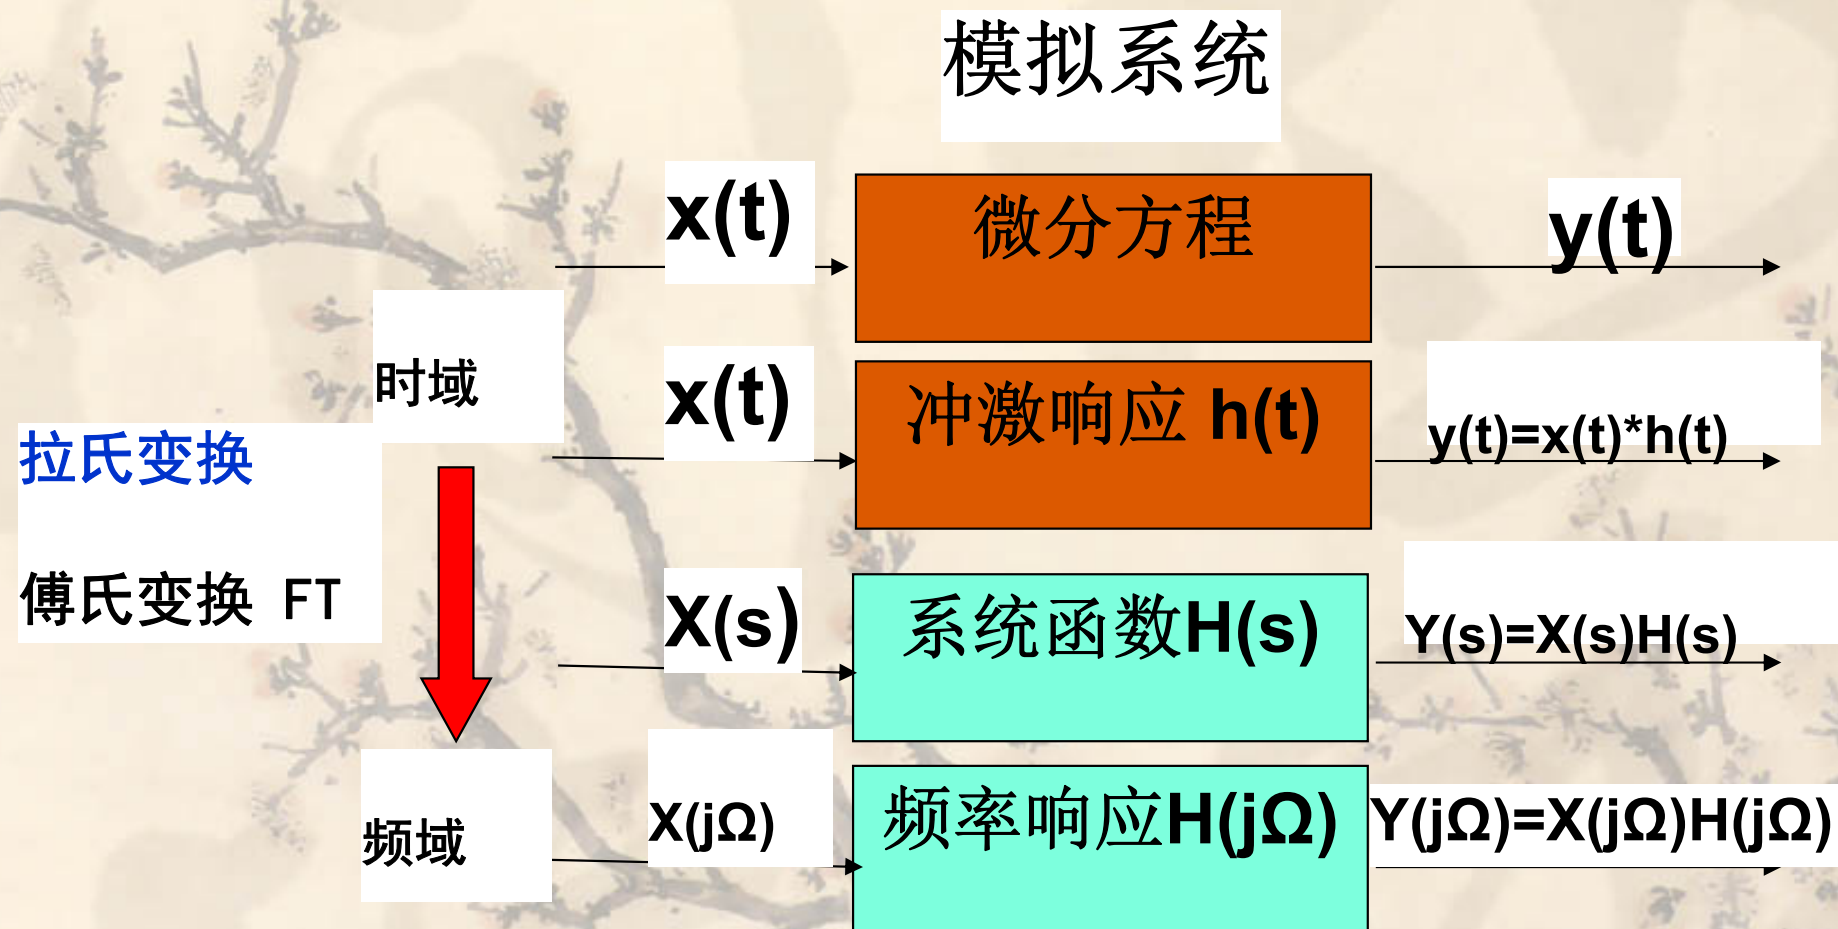 模拟系统
x(t)
微分方程
y(t)
时域
x(t)
冲激响应 h(t)
y(t)=x(t)*h(t)
拉氏变换
傅氏变换 FT
X(s)
系统函数H(s)
Y(s)=X(s)H(s)
频域
X(jΩ)
频率响应H(jΩ)
Y(jΩ)=X(jΩ)H(jΩ)